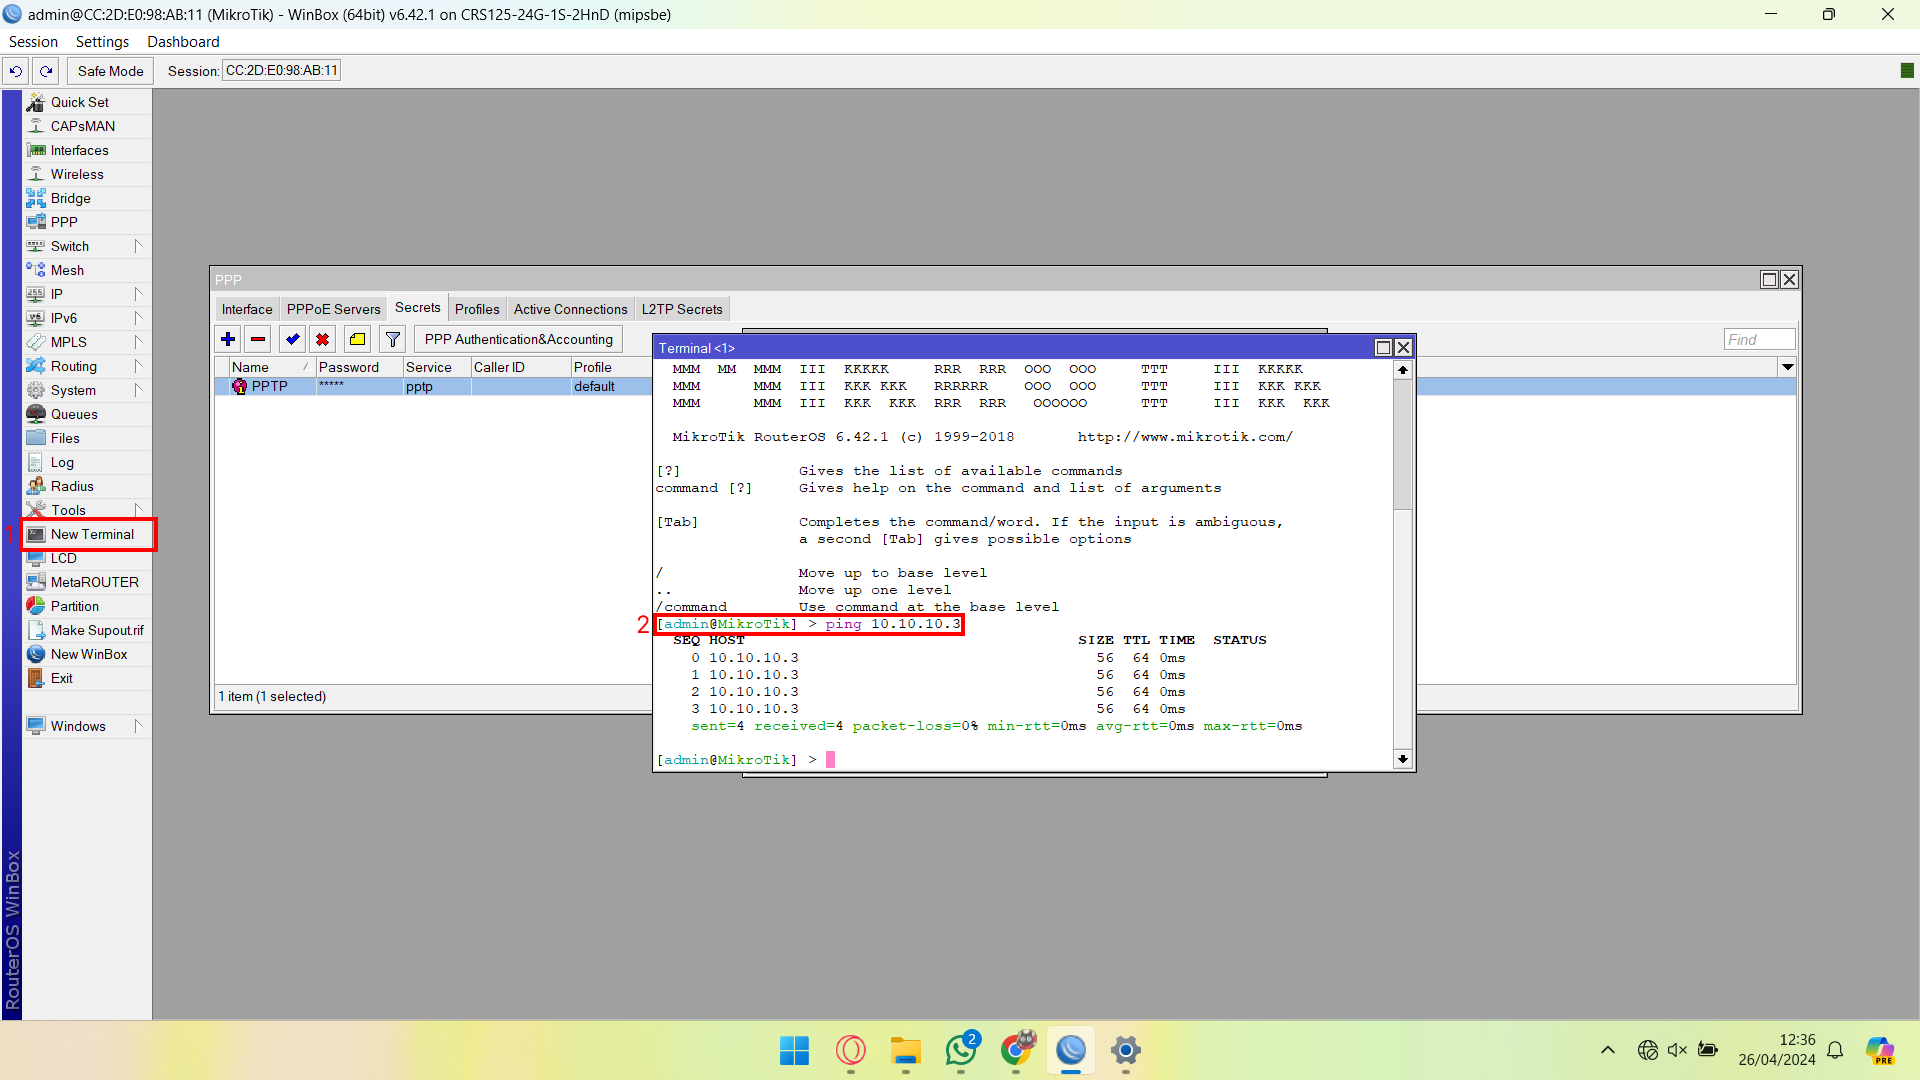 admin@CC:2D:E0:98:AB:11 (MikroTik) - WinBox (64bit) v6.42.1 on CRS125-24G-1S-2HnD (mipsbe)
Session Settings Dashboard
Safe Mode Session: CC:2D:E0:98:AB:11
Quick Set
CAPsMAN
Interfaces
Wireless
Bridge
PPP
Switch
Mesh
IP
IPv6
MPLS
Routing
System
Queues
Files
Log
Radius
Tools
1 New Terminal
LCD
MetaROUTER
Partition
Make Supout.rif
New WinBox
Exit
Windows
RouterOS WinBox
PPP
Interface PPPoE Servers Secrets Profiles Active Connections L2TP Secrets
PPP Authentication&Accounting
Find
Name Password Service Caller ID Profile
PPTP ***** pptp default
1 item (1 selected)
Terminal <1>
MMM MM MMM III KKKKK RRR RRR OOO OOO TTT III KKKKK
MMM MMM III KKK KKK RRRRRR OOO OOO TTT III KKK KKK
MMM MMM III KKK KKK RRR RRR OOOOOO TTT III KKK KKK
MikroTik RouterOS 6.42.1 (c) 1999-2018 http://www.mikrotik.com/
[?] Gives the list of available commands
command [?] Gives help on the command and list of arguments
[Tab] Completes the command/word. If the input is ambiguous,
a second [Tab] gives possible options
/ Move up to base level
.. Move up one level
/command Use command at the base level
2 [admin@MikroTik] > ping 10.10.10.3
SEQ HOST SIZE TTL TIME STATUS
0 10.10.10.3 56 64 0ms
1 10.10.10.3 56 64 0ms
2 10.10.10.3 56 64 0ms
3 10.10.10.3 56 64 0ms
sent=4 received=4 packet-loss=0% min-rtt=0ms avg-rtt=0ms max-rtt=0ms
[admin@MikroTik] >
2
12:36
26/04/2024
PRE